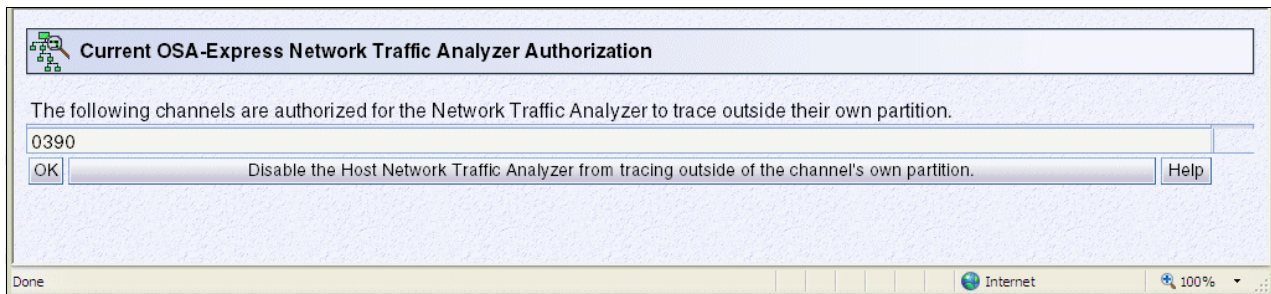 Current OSA-Express Network Traffic Analyzer Authorization
The following channels are authorized for the Network Traffic Analyzer to trace outside their own partition.
0390
OK Disable the Host Network Traffic Analyzer from tracing outside of the channel's own partition. Help
Done Internet 100%